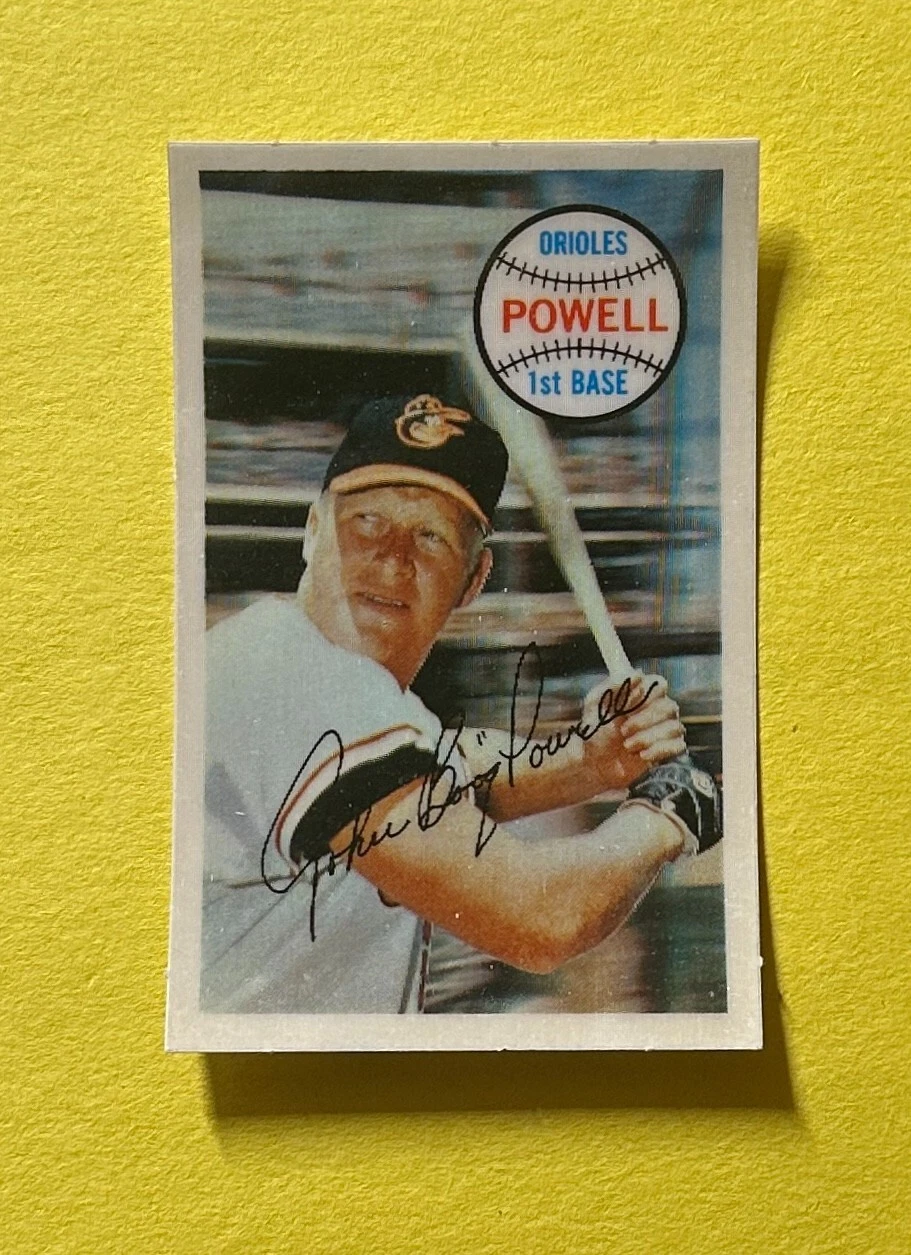 ORIOLES
POWELL
1st BASE
John "Boog" Powell